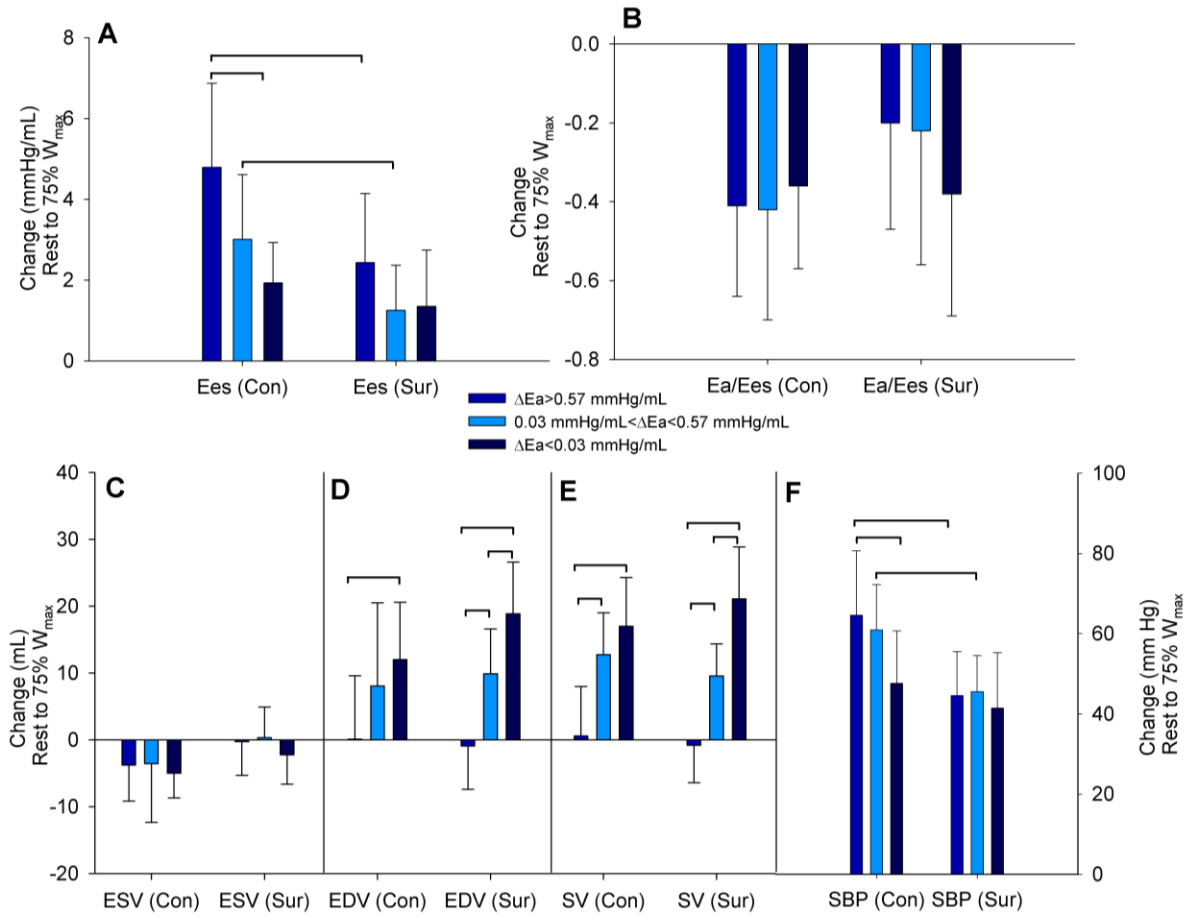 A
8
6
4
2
0
Change (mmHg/mL)
Rest to 75% Wmax
Ees (Con)
Ees (Sur)
B
0.0
-0.2
-0.4
-0.6
-0.8
Change
Rest to 75% Wmax
Ea/Ees (Con)
Ea/Ees (Sur)
ΔEa>0.57 mmHg/mL
0.03 mmHg/mL<ΔEa<0.57 mmHg/mL
ΔEa<0.03 mmHg/mL
C
D
E
F
40
30
20
10
0
-10
-20
Change (mL)
Rest to 75% Wmax
ESV (Con)
ESV (Sur)
EDV (Con)
EDV (Sur)
SV (Con)
SV (Sur)
SBP (Con)
SBP (Sur)
100
80
60
40
20
0
Change (mm Hg)
Rest to 75% Wmax